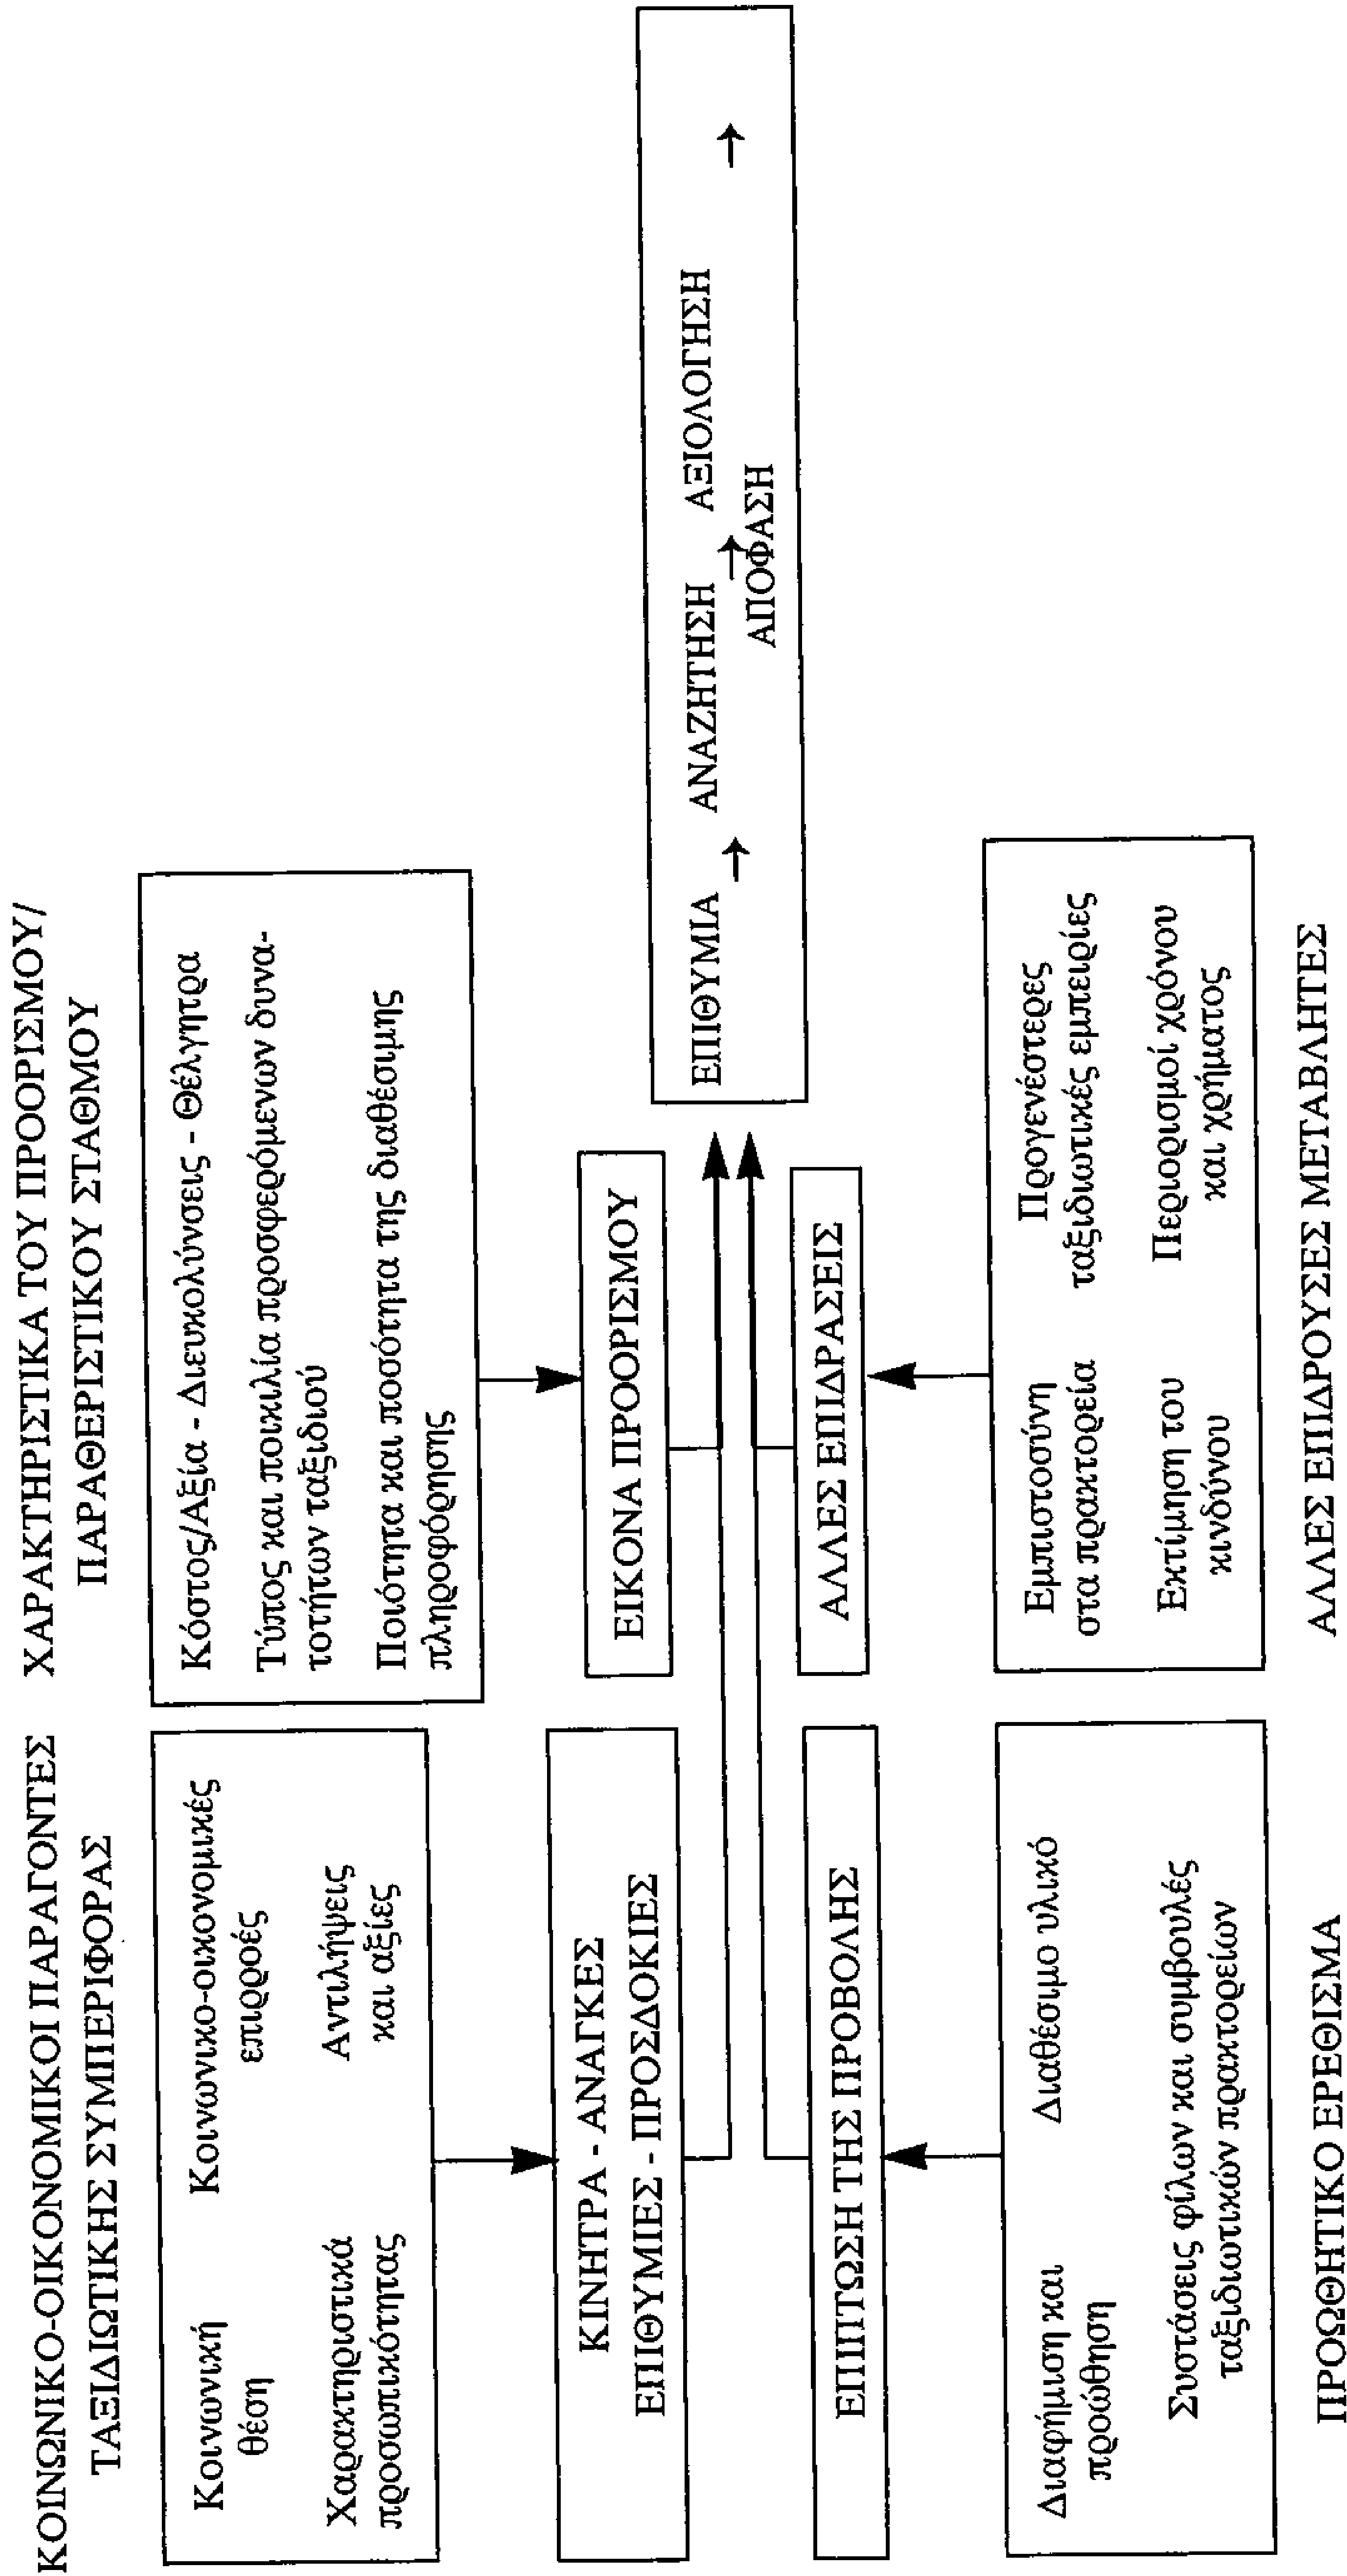 ΚΟΙΝΩΝΙΚΟ-ΟΙΚΟΝΟΜΙΚΟΙ ΠΑΡΑΓΟΝΤΕΣ
ΤΑΞΙΔΙΩΤΙΚΗΣ ΣΥΜΠΕΡΙΦΟΡΑΣ
Κοινωνική
θέση
Κοινωνικο-οικονομικές
επιρροές
Χαρακτηριστικά
προσωπικότητας
Αντιλήψεις
και αξίες
ΚΙΝΗΤΡΑ - ΑΝΑΓΚΕΣ
ΕΠΙΘΥΜΙΕΣ - ΠΡΟΣΔΟΚΙΕΣ
ΧΑΡΑΚΤΗΡΙΣΤΙΚΑ ΤΟΥ ΠΡΟΟΡΙΣΜΟΥ/
ΠΑΡΑΘΕΡΙΣΤΙΚΟΥ ΣΤΑΘΜΟΥ
Κόστος/Αξία - Διευκολύνσεις - Θέλγητρα
Τύπος και ποικιλία προσφερόμενων δυνα-
τοτήτων ταξιδιού
Ποιότητα και ποσότητα της διαθέσιμης
πληροφόρησης
ΕΙΚΟΝΑ ΠΡΟΟΡΙΣΜΟΥ
ΕΠΙΘΥΜΙΑ → ΑΝΑΖΗΤΗΣΗ → ΑΞΙΟΛΟΓΗΣΗ →
ΑΠΟΦΑΣΗ
ΕΠΙΠΤΩΣΗ ΤΗΣ ΠΡΟΒΟΛΗΣ
Διαφήμιση και
προώθηση
Διαθέσιμο υλικό
Συστάσεις φίλων και συμβουλές
ταξιδιωτικών πρακτορείων
ΠΡΟΩΘΗΤΙΚΟ ΕΡΕΘΙΣΜΑ
ΑΛΛΕΣ ΕΠΙΔΡΑΣΕΙΣ
Εμπιστοσύνη
στα πρακτορεία
Προγενέστερες
ταξιδιωτικές εμπειρίες
Εκτίμηση του
κινδύνου
Περιορισμοί χρόνου
και χρήματος
ΑΛΛΕΣ ΕΠΙΔΡΟΥΣΕΣ ΜΕΤΑΒΛΗΤΕΣ